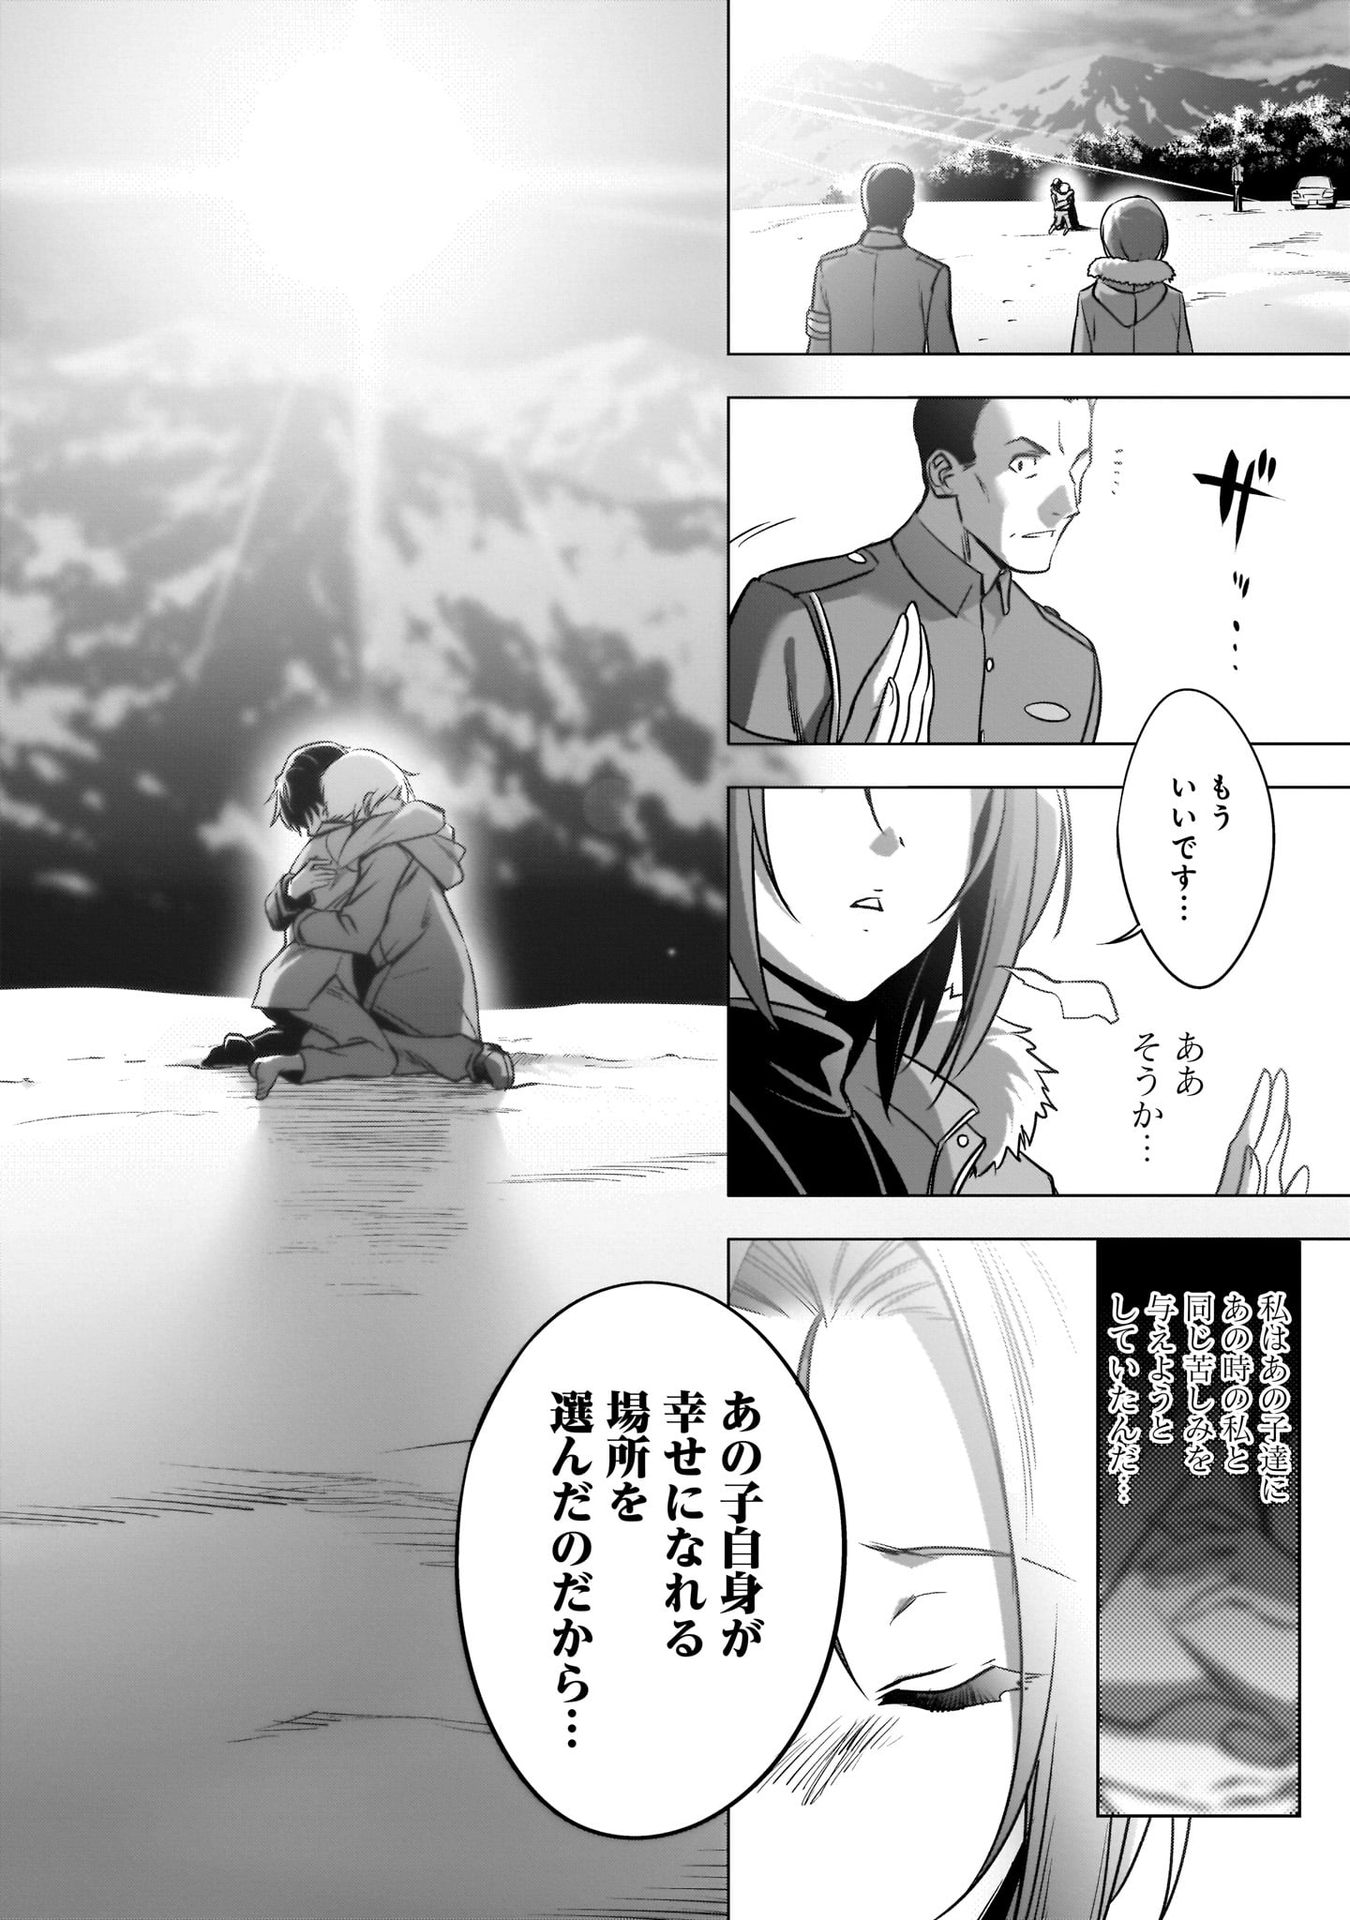 ザ
ッ…
もう
いいです…
ああ
そうか…
私はあの子達に
あの時の私と
同じ苦しみを
与えようと
していたんだ…
あの子自身が
幸せになれる
場所を
選んだのだから…